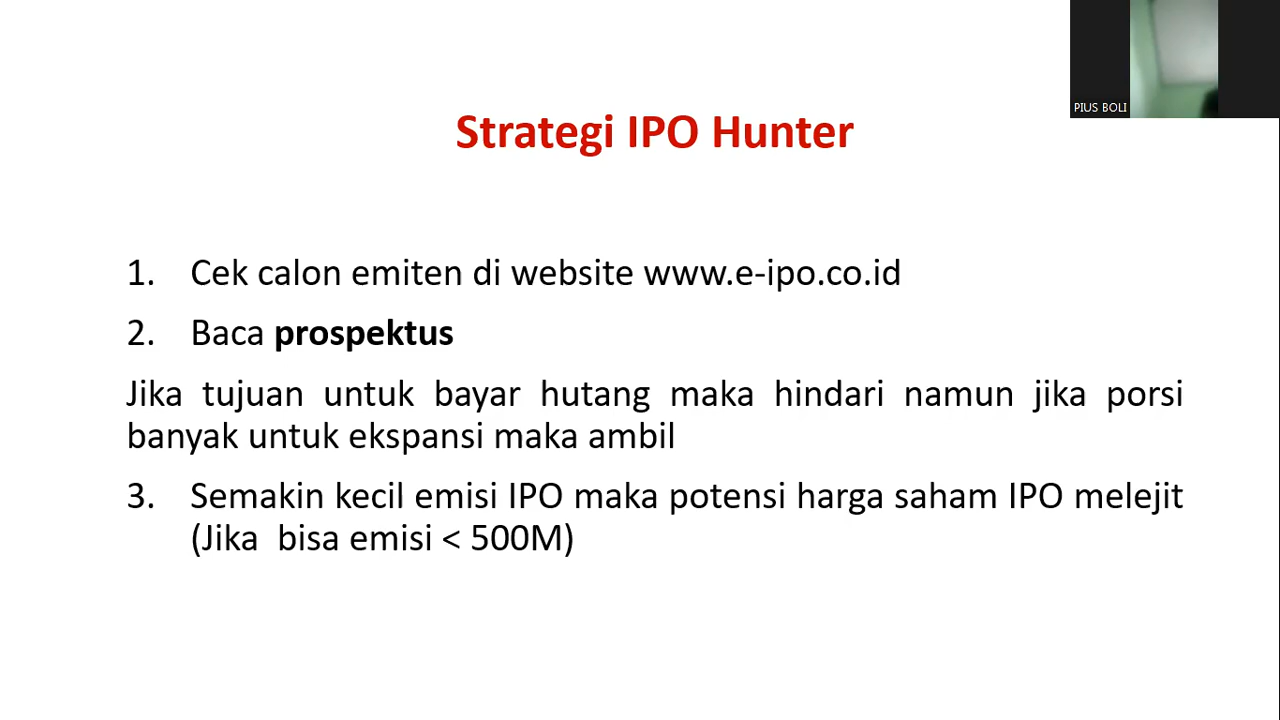 PIUS BOLI
Strategi IPO Hunter
1. Cek calon emiten di website www.e-ipo.co.id
2. Baca prospektus
Jika tujuan untuk bayar hutang maka hindari namun jika porsi
banyak untuk ekspansi maka ambil
3. Semakin kecil emisi IPO maka potensi harga saham IPO melejit
(Jika bisa emisi < 500M)